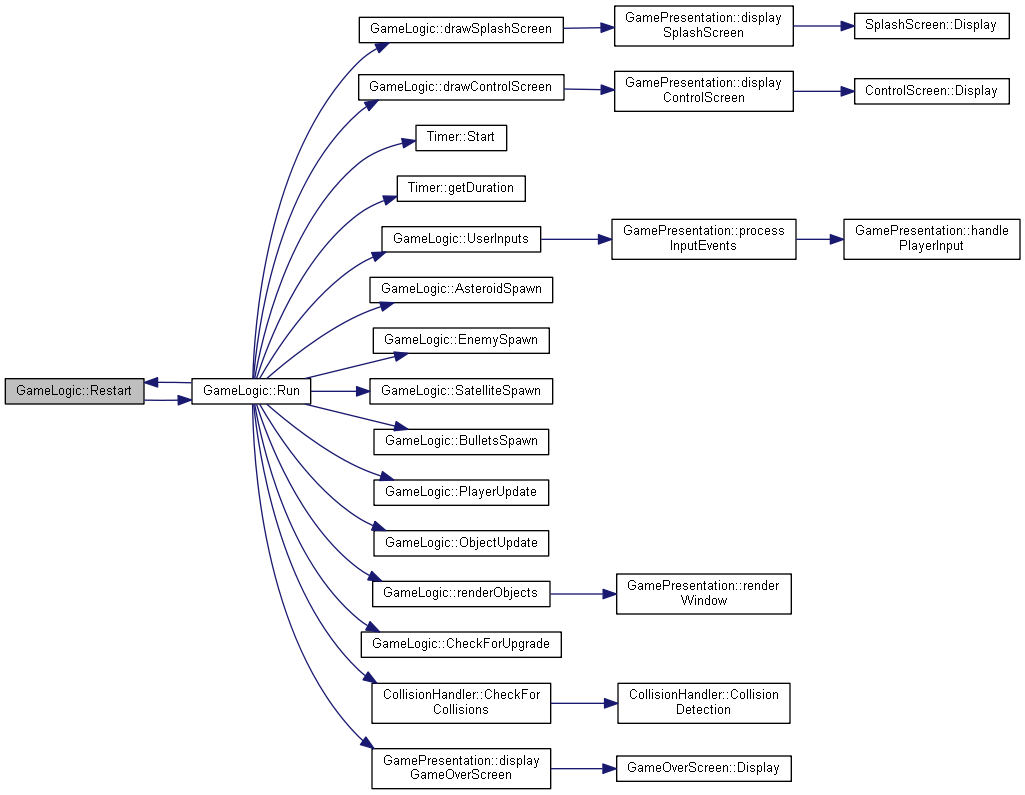 GameLogic::drawSplashScreen
GamePresentation::display
SplashScreen
SplashScreen::Display
GameLogic::drawControlScreen
GamePresentation::display
ControlScreen
ControlScreen::Display
Timer::Start
Timer::getDuration
GameLogic::UserInputs
GamePresentation::process
InputEvents
GamePresentation::handle
PlayerInput
GameLogic::AsteroidSpawn
GameLogic::EnemySpawn
GameLogic::Restart
GameLogic::Run
GameLogic::SatelliteSpawn
GameLogic::BulletsSpawn
GameLogic::PlayerUpdate
GameLogic::ObjectUpdate
GameLogic::renderObjects
GamePresentation::render
Window
GameLogic::CheckForUpgrade
CollisionHandler::CheckFor
Collisions
CollisionHandler::Collision
Detection
GamePresentation::display
GameOverScreen
GameOverScreen::Display